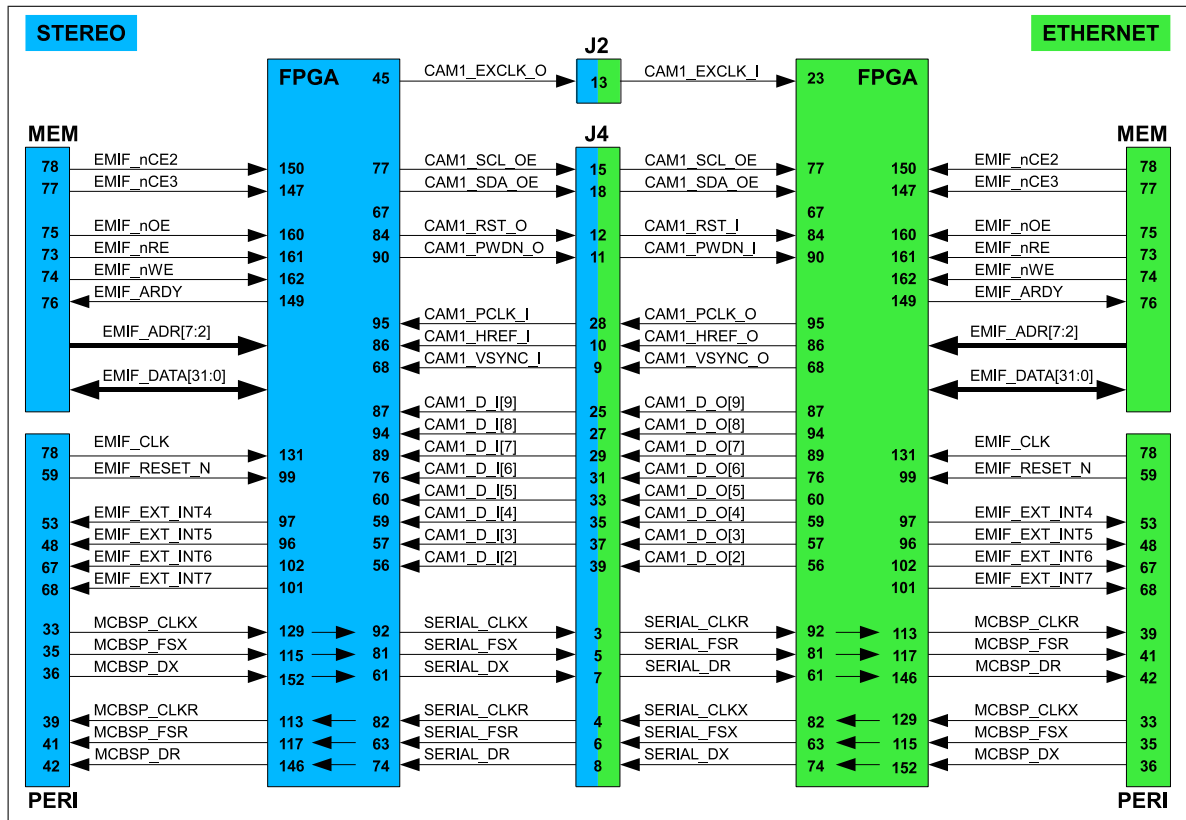 STEREO ETHERNET
J2
FPGA 45 CAM1_EXCLK_O 13 CAM1_EXCLK_I 23 FPGA
MEM J4 MEM
78 EMIF_nCE2 150 77 CAM1_SCL_OE 15 CAM1_SCL_OE 77 150 EMIF_nCE2 78
77 EMIF_nCE3 147 CAM1_SDA_OE 18 CAM1_SDA_OE 147 EMIF_nCE3 77
67 67
75 EMIF_nOE 160 84 CAM1_RST_O 12 CAM1_RST_I 84 160 EMIF_nOE 75
73 EMIF_nRE 161 90 CAM1_PWDN_O 11 CAM1_PWDN_I 90 161 EMIF_nRE 73
74 EMIF_nWE 162 162 EMIF_nWE 74
76 EMIF_ARDY 149 149 EMIF_ARDY 76
95 CAM1_PCLK_I 28 CAM1_PCLK_O 95
EMIF_ADR[7:2] 86 CAM1_HREF_I 10 CAM1_HREF_O 86 EMIF_ADR[7:2]
68 CAM1_VSYNC_I 9 CAM1_VSYNC_O 68
EMIF_DATA[31:0] EMIF_DATA[31:0]
87 CAM1_D_I[9] 25 CAM1_D_O[9] 87
94 CAM1_D_I[8] 27 CAM1_D_O[8] 94
78 EMIF_CLK 131 89 CAM1_D_I[7] 29 CAM1_D_O[7] 89 131 EMIF_CLK 78
59 EMIF_RESET_N 99 76 CAM1_D_I[6] 31 CAM1_D_O[6] 76 99 EMIF_RESET_N 59
60 CAM1_D_I[5] 33 CAM1_D_O[5] 60
53 EMIF_EXT_INT4 97 59 CAM1_D_I[4] 35 CAM1_D_O[4] 59 97 EMIF_EXT_INT4 53
48 EMIF_EXT_INT5 96 57 CAM1_D_I[3] 37 CAM1_D_O[3] 57 96 EMIF_EXT_INT5 48
67 EMIF_EXT_INT6 102 56 CAM1_D_I[2] 39 CAM1_D_O[2] 56 102 EMIF_EXT_INT6 67
68 EMIF_EXT_INT7 101 101 EMIF_EXT_INT7 68
33 MCBSP_CLKX 129 92 SERIAL_CLKX 3 SERIAL_CLKR 92 113 MCBSP_CLKR 39
35 MCBSP_FSX 115 81 SERIAL_FSX 5 SERIAL_FSR 81 117 MCBSP_FSR 41
36 MCBSP_DX 152 61 SERIAL_DX 7 SERIAL_DR 61 146 MCBSP_DR 42
39 MCBSP_CLKR 113 82 SERIAL_CLKR 4 SERIAL_CLKX 82 129 MCBSP_CLKX 33
41 MCBSP_FSR 117 63 SERIAL_FSR 6 SERIAL_FSX 63 115 MCBSP_FSX 35
42 MCBSP_DR 146 74 SERIAL_DR 8 SERIAL_DX 74 152 MCBSP_DX 36
PERI PERI